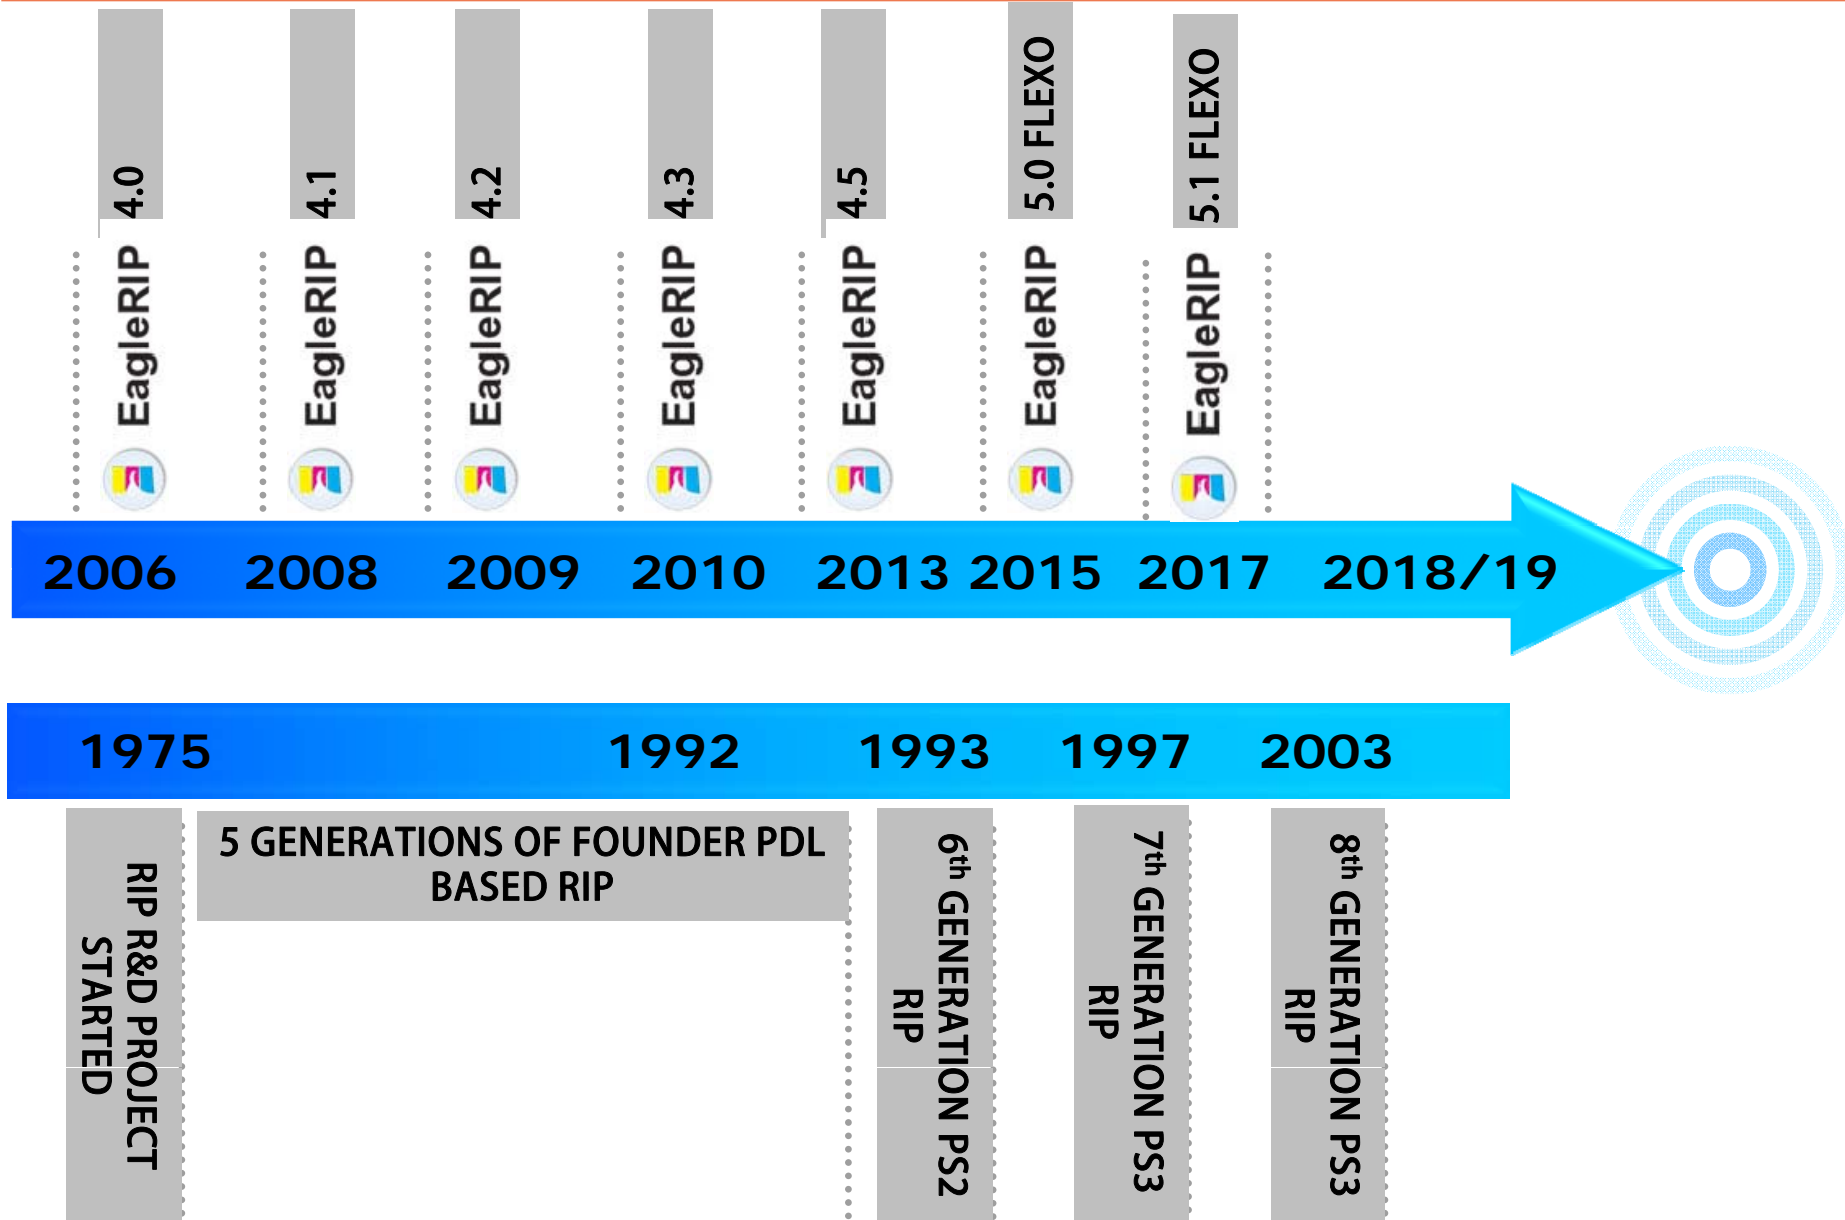 EagleRIP 4.0
EagleRIP 4.1
EagleRIP 4.2
EagleRIP 4.3
EagleRIP 4.5
EagleRIP 5.0 FLEXO
EagleRIP 5.1 FLEXO
2006 2008 2009 2010 2013 2015 2017 2018/19
1975 1992 1993 1997 2003
RIP R&D PROJECT
STARTED
5 GENERATIONS OF FOUNDER PDL
BASED RIP
6th GENERATION PS2
RIP
7th GENERATION PS3
RIP
8th GENERATION PS3
RIP